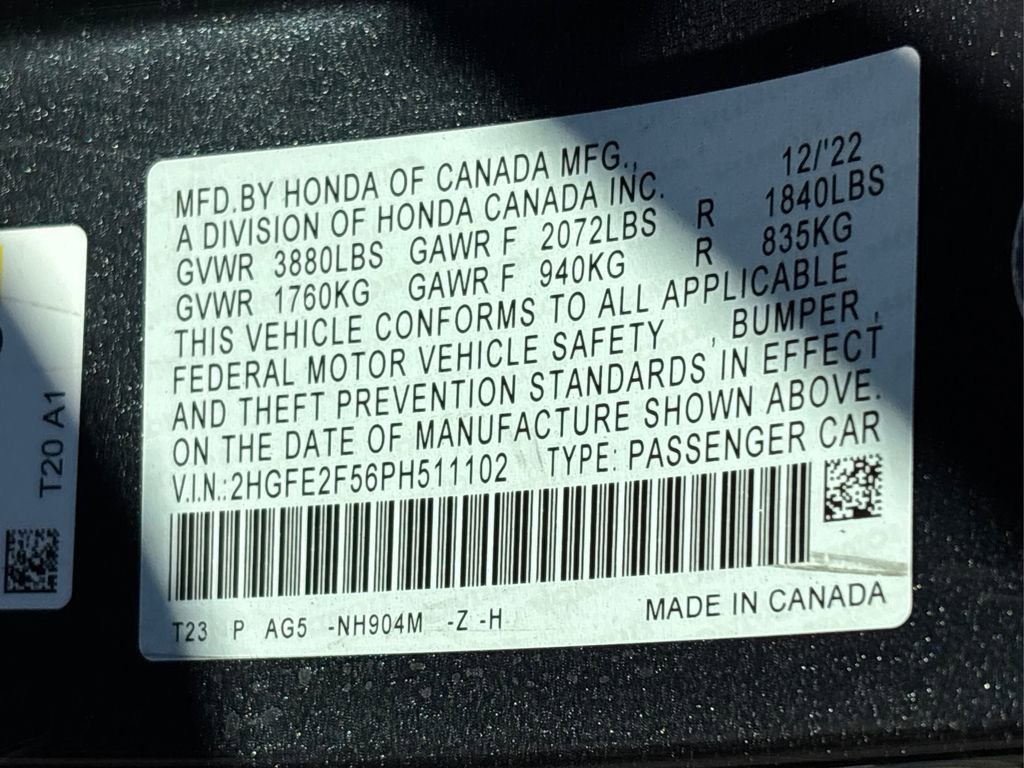 MFD.BY HONDA OF CANADA MFG., 12/'22
A DIVISION OF HONDA CANADA INC.
GVWR 3880LBS GAWR F 2072LBS R 1840LBS
GVWR 1760KG GAWR F 940KG R 835KG
THIS VEHICLE CONFORMS TO ALL APPLICABLE
FEDERAL MOTOR VEHICLE SAFETY , BUMPER ,
AND THEFT PREVENTION STANDARDS IN EFFECT
ON THE DATE OF MANUFACTURE SHOWN ABOVE.
V.I.N.:2HGFE2F56PH511102 TYPE: PASSENGER CAR
T23 P AG5 -NH904M -Z -H MADE IN CANADA
T20 A1